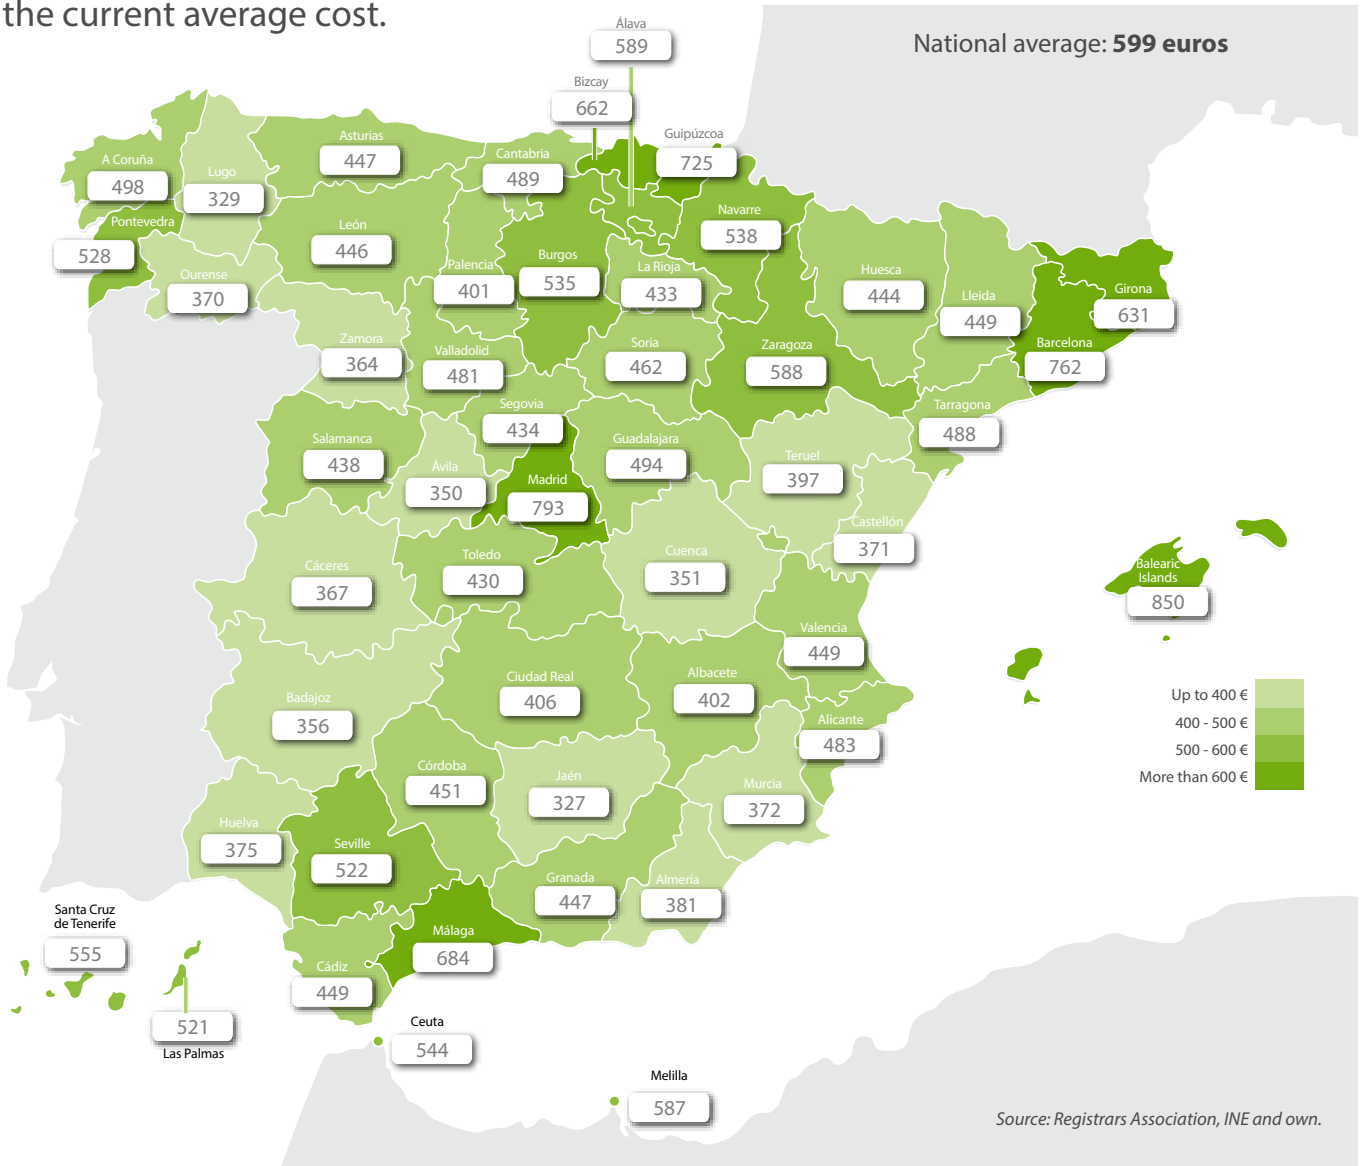 the current average cost.
National average: 599 euros
Álava
589
Bizcay
662
Guipúzcoa
725
Asturias
447
Cantabria
489
A Coruña
498
Lugo
329
Pontevedra
528
León
446
Navarre
538
Ourense
370
Palencia
401
Burgos
535
La Rioja
433
Huesca
444
Lleida
449
Girona
631
Zamora
364
Valladolid
481
Soria
462
Zaragoza
588
Barcelona
762
Segovia
434
Tarragona
488
Salamanca
438
Ávila
350
Madrid
793
Guadalajara
494
Teruel
397
Castellón
371
Cáceres
367
Toledo
430
Cuenca
351
Balearic
Islands
850
Valencia
449
Badajoz
356
Ciudad Real
406
Albacete
402
Alicante
483
Up to 400 €
400 - 500 €
500 - 600 €
More than 600 €
Córdoba
451
Jaén
327
Murcia
372
Huelva
375
Seville
522
Granada
447
Almería
381
Santa Cruz
de Tenerife
555
Málaga
684
Cádiz
449
521
Las Palmas
Ceuta
544
Melilla
587
Source: Registrars Association, INE and own.